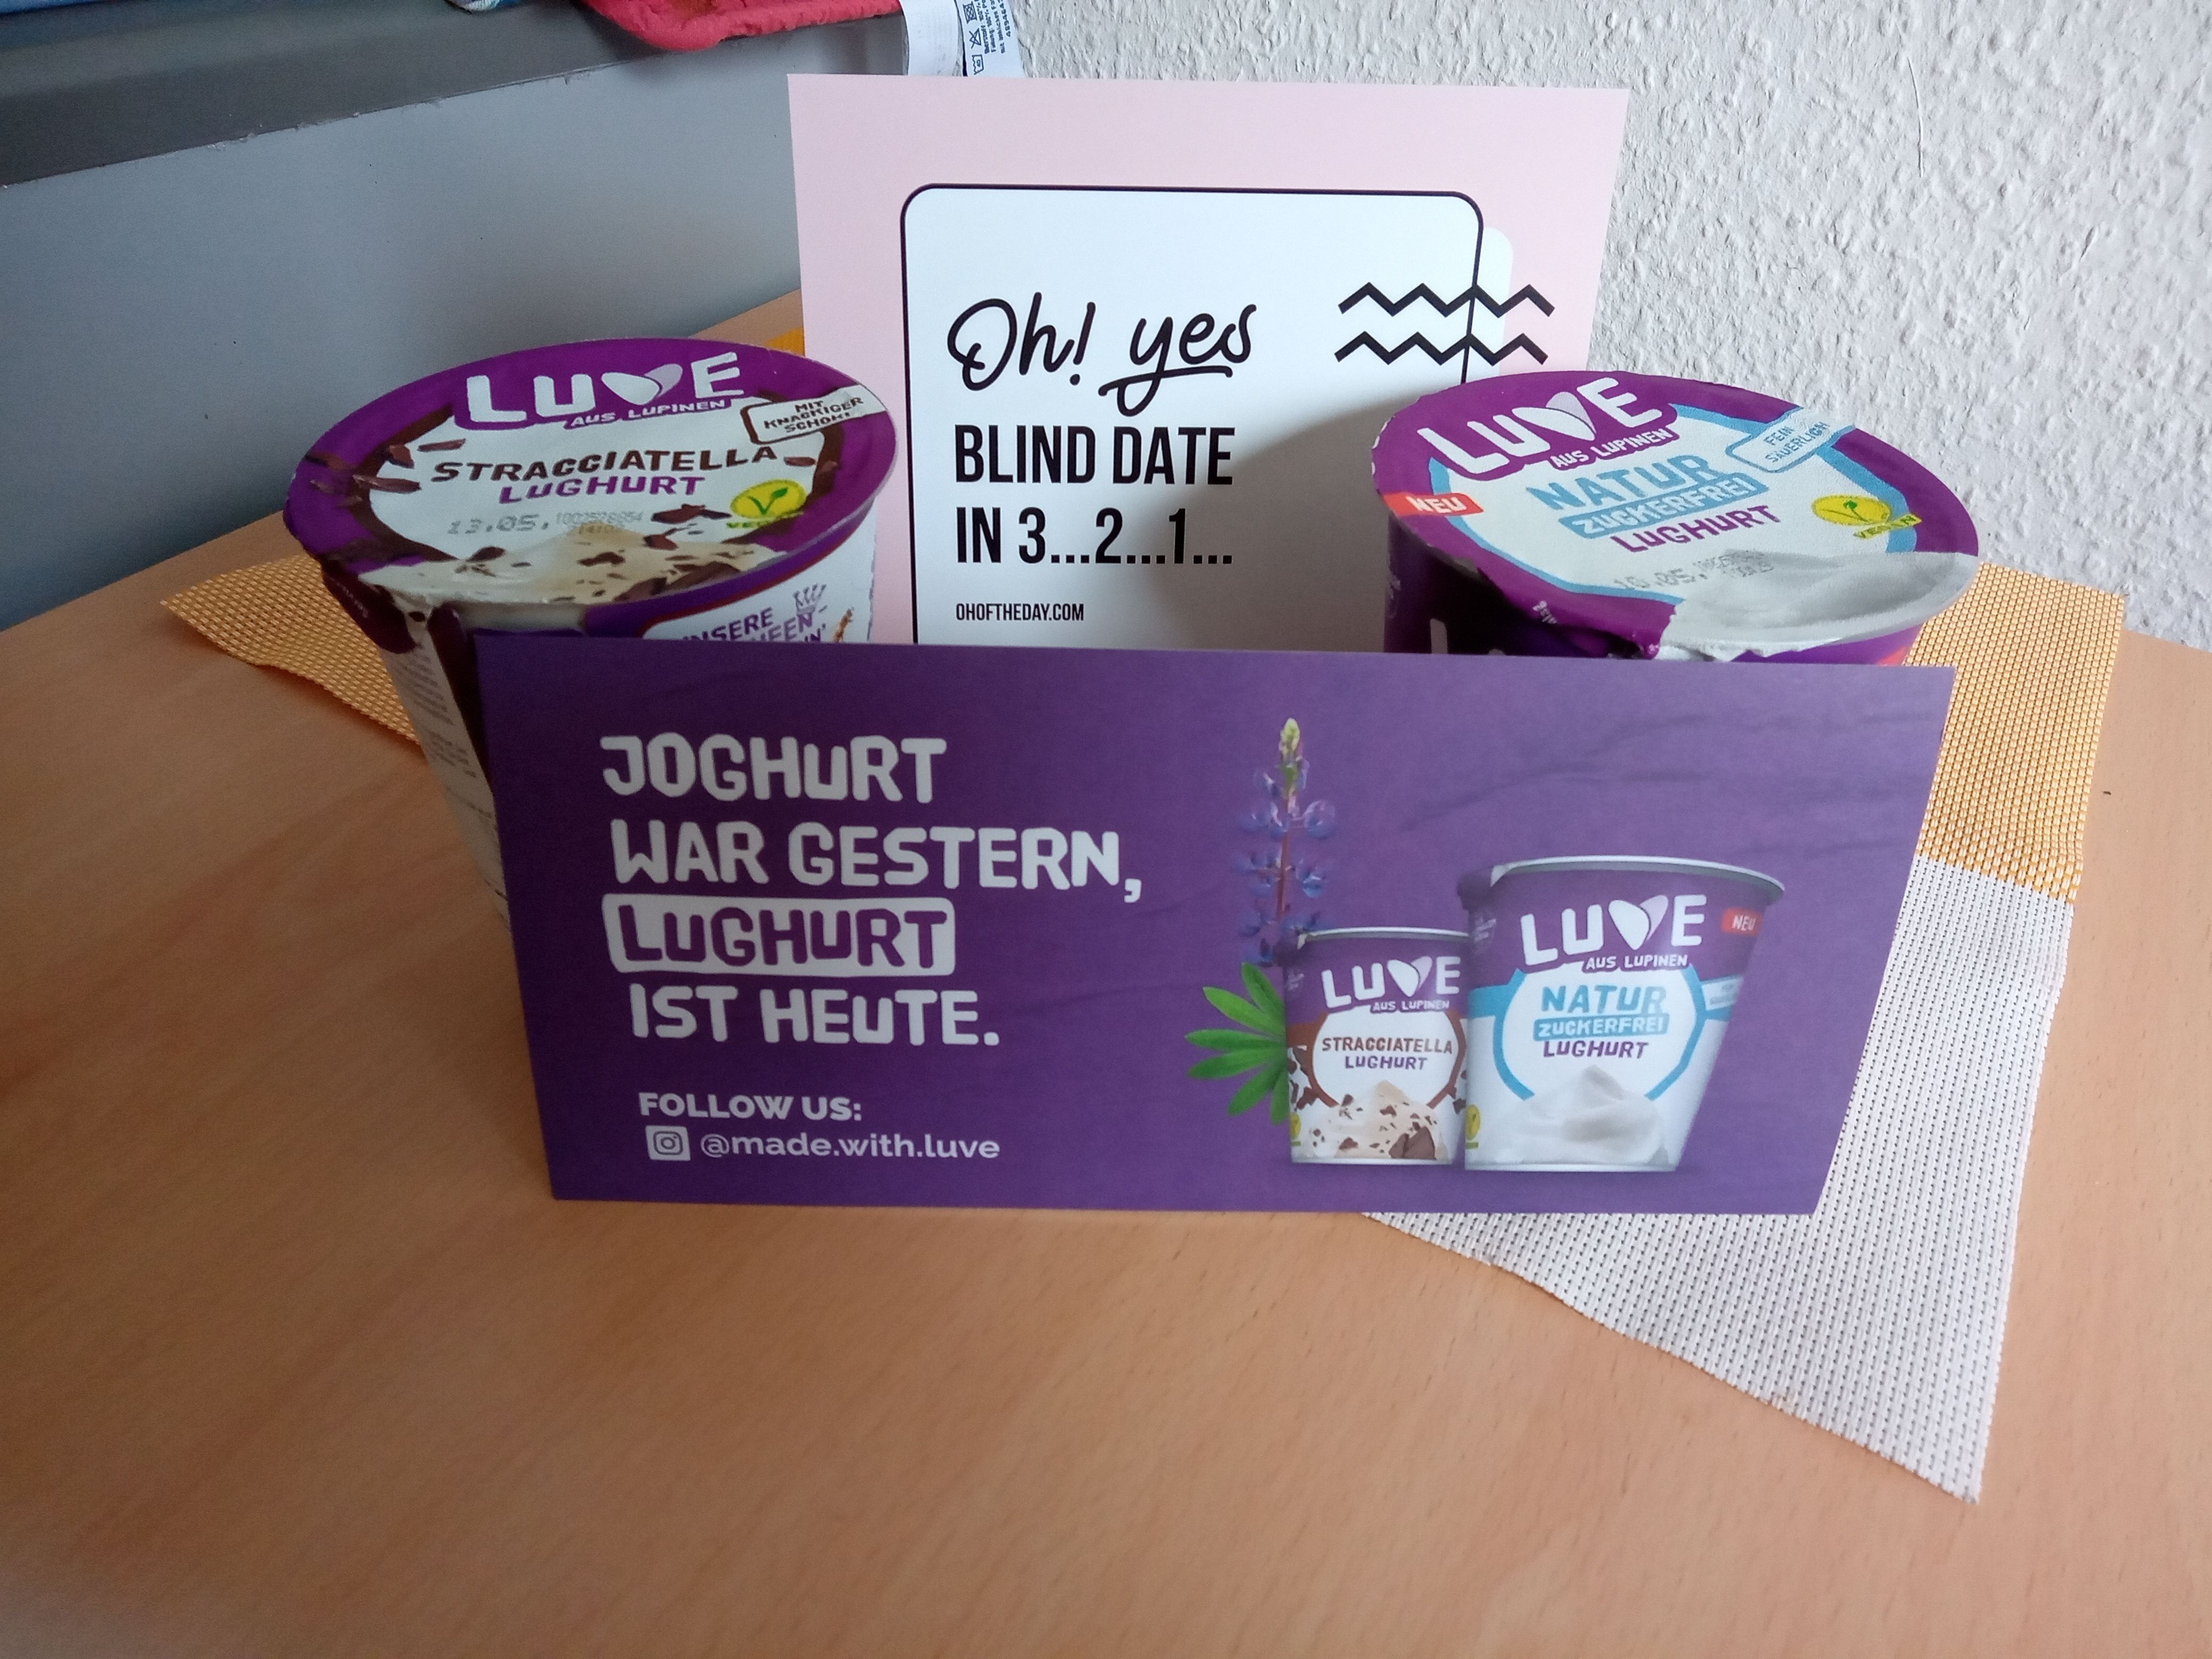 Oh! yes
BLIND DATE
IN 3...2...1...
OHOFTHEDAY.COM
LUVE
AUS LUPINEN
MIT
KNACKIGER
SCHOKI
STRACCIATELLA
LUGHURT
VEGAN
LUVE
AUS LUPINEN
FEIN
SÄUERLICH
NATUR
ZUCKERFREI
LUGHURT
NEU
VEGAN
JOGHURT
WAR GESTERN,
LUGHURT
IST HEUTE.
FOLLOW US:
@made.with.luve
LUVE
AUS LUPINEN
STRACCIATELLA
LUGHURT
LUVE
NEU
AUS LUPINEN
NATUR
ZUCKERFREI
LUGHURT